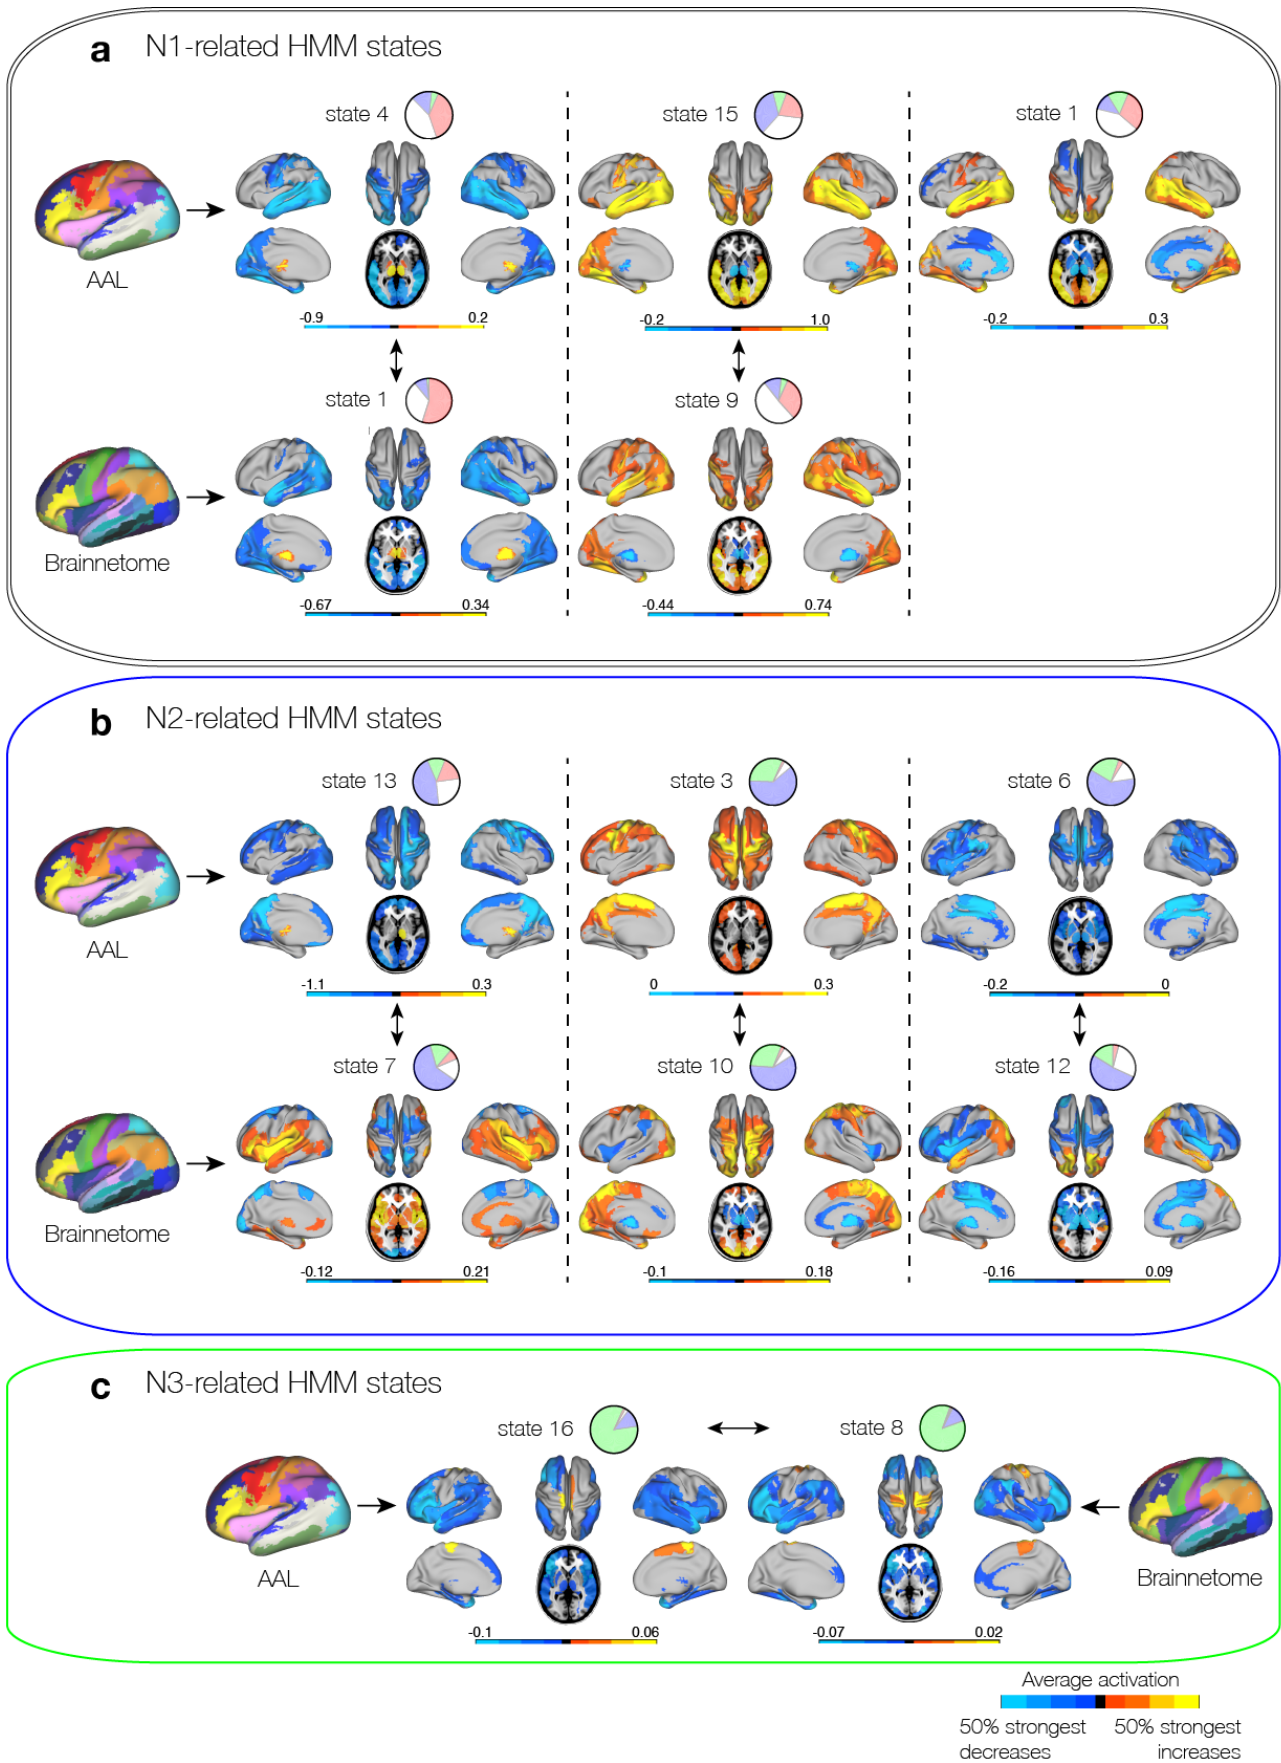 a N1-related HMM states
state 4
state 15
state 1
AAL
-0.9 0.2
-0.2 1.0
-0.2 0.3
state 1
state 9
Brainnetome
-0.67 0.34
-0.44 0.74
b N2-related HMM states
state 13
state 3
state 6
AAL
-1.1 0.3
0 0.3
-0.2 0
state 7
state 10
state 12
Brainnetome
-0.12 0.21
-0.1 0.18
-0.16 0.09
c N3-related HMM states
state 16
state 8
AAL
Brainnetome
-0.1 0.06
-0.07 0.02
Average activation
50% strongest decreases
50% strongest increases